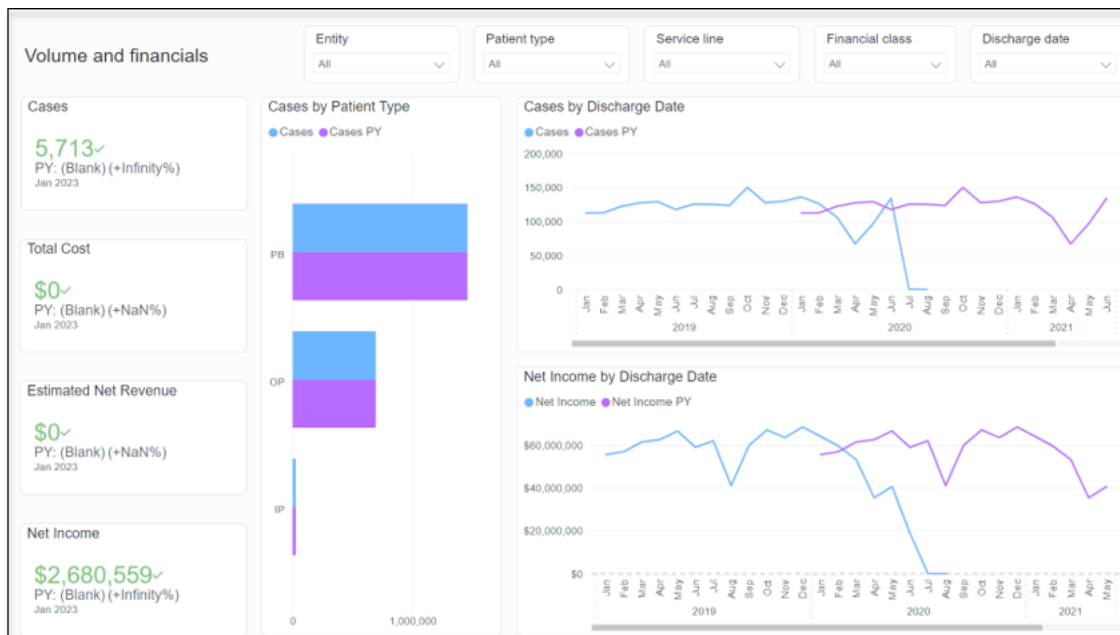 Volume and financials
Entity
All
Patient type
All
Service line
All
Financial class
All
Discharge date
All
Cases
5,713
PY: (Blank) (+Infinity%)
Jan 2023
Total Cost
$0
PY: (Blank) (+NaN%)
Jan 2023
Estimated Net Revenue
$0
PY: (Blank) (+NaN%)
Jan 2023
Net Income
$2,680,559
PY: (Blank) (+Infinity%)
Jan 2023
Cases by Patient Type
Cases Cases PY
PB
OP
IP
0 1,000,000
Cases by Discharge Date
Cases Cases PY
200,000
150,000
100,000
50,000
0
Jan Feb Mar Apr May Jun Jul Aug Sep Oct Nov Dec Jan Feb Mar Apr May Jun Jul Aug Sep Oct Nov Dec Jan Feb Mar Apr May Jun
2019 2020 2021
Net Income by Discharge Date
Net Income Net Income PY
$60,000,000
$40,000,000
$20,000,000
$0
Jan Feb Mar Apr May Jun Jul Aug Sep Oct Nov Dec Jan Feb Mar Apr May Jun Jul Aug Sep Oct Nov Dec Jan Feb Mar Apr May
2019 2020 2021